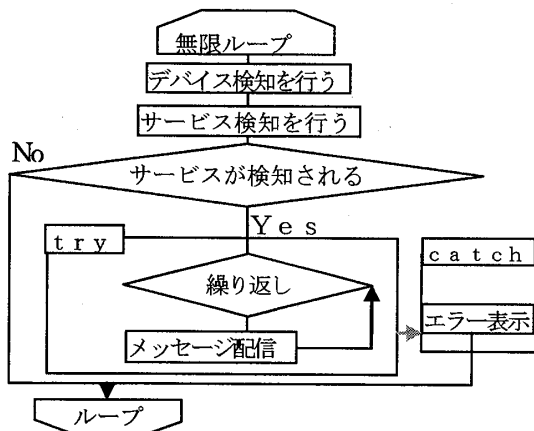 無限ループ
デバイス検知を行う
サービス検知を行う
No
サービスが検知される
Yes
try
catch
繰り返し
エラー表示
メッセージ配信
ループ